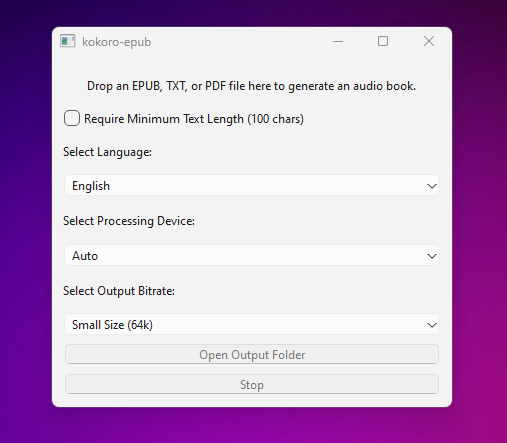 kokoro-epub
Drop an EPUB, TXT, or PDF file here to generate an audio book.
Require Minimum Text Length (100 chars)
Select Language:
English
Select Processing Device:
Auto
Select Output Bitrate:
Small Size (64k)
Open Output Folder
Stop